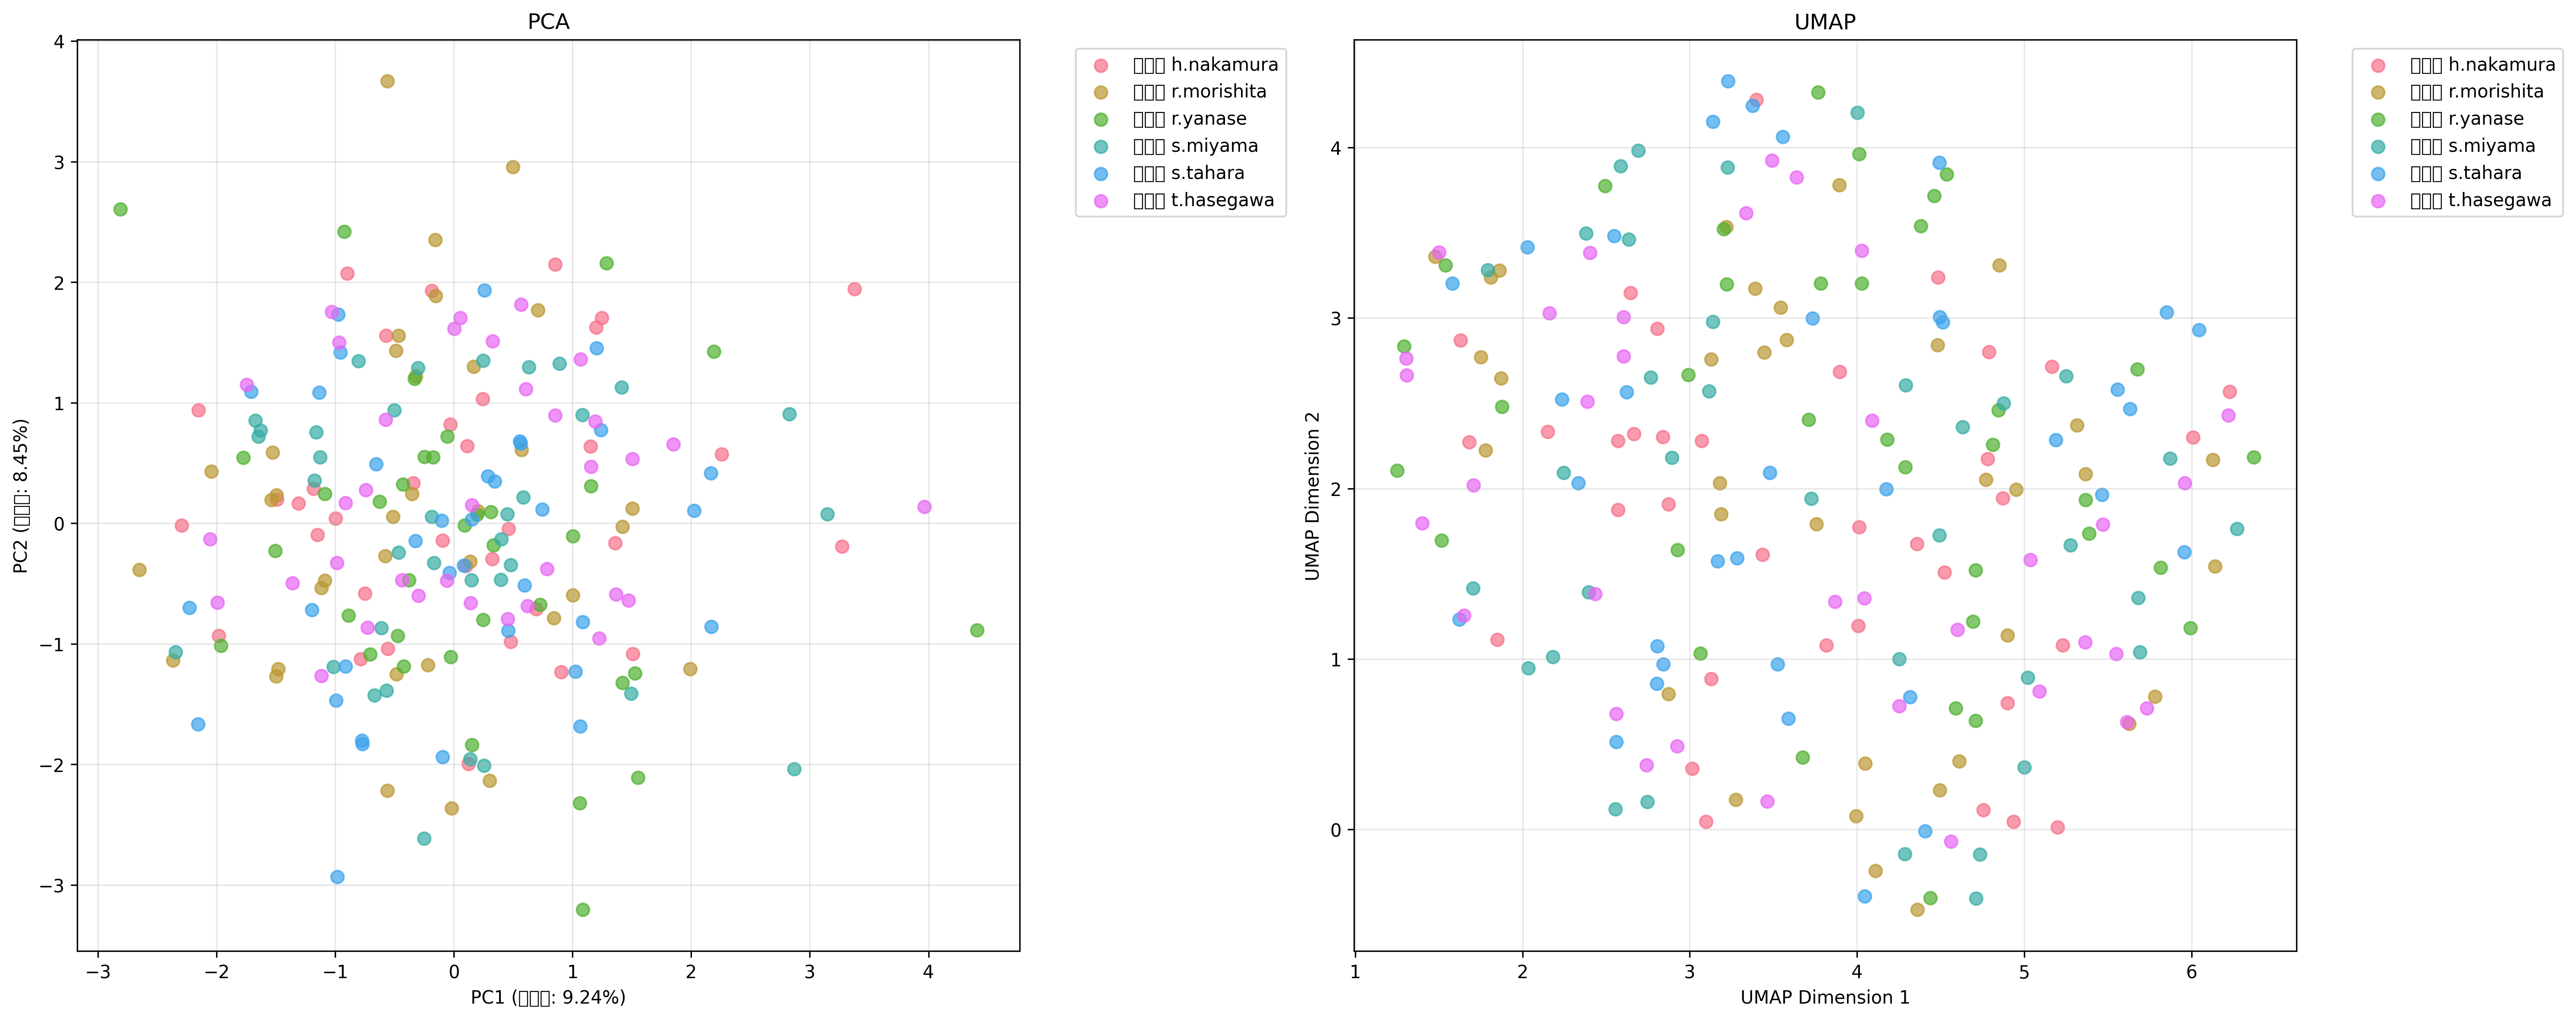 PCA
4
3
2
1
0
−1
−2
−3
PC2 (□□□: 8.45%)
−3 −2 −1 0 1 2 3 4
PC1 (□□□: 9.24%)
□□□ h.nakamura
□□□ r.morishita
□□□ r.yanase
□□□ s.miyama
□□□ s.tahara
□□□ t.hasegawa
UMAP
4
3
2
1
0
UMAP Dimension 2
1 2 3 4 5 6
UMAP Dimension 1
□□□ h.nakamura
□□□ r.morishita
□□□ r.yanase
□□□ s.miyama
□□□ s.tahara
□□□ t.hasegawa